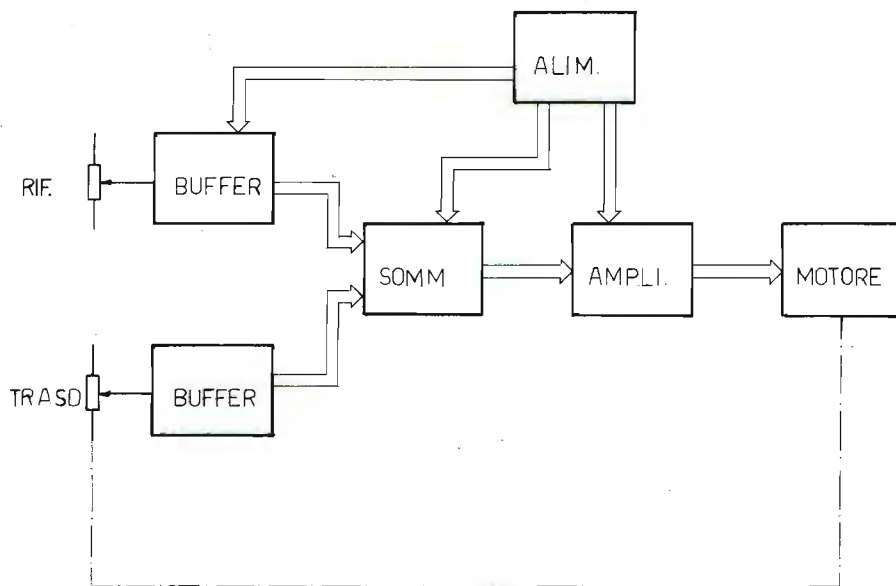 ALIM.
RIF.
BUFFER
SOMM
AMPLI.
MOTORE
TRASD
BUFFER